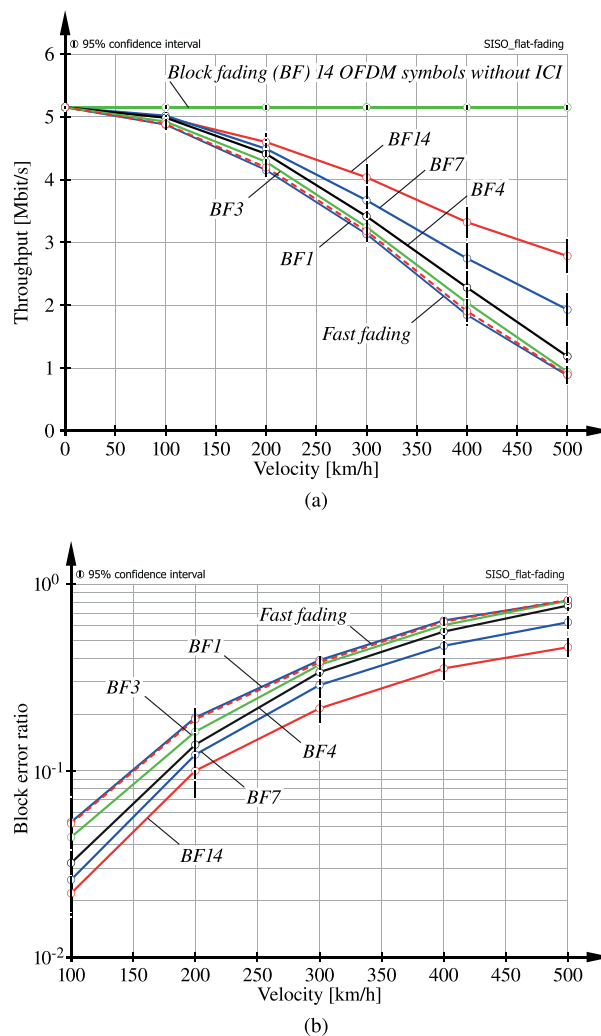 6
95% confidence interval
SISO_flat-fading
Block fading (BF) 14 OFDM symbols without ICI
5
BF14
4
BF7
BF3
BF4
3
BF1
2
Fast fading
1
0
Throughput [Mbit/s]
0 50 100 150 200 250 300 350 400 450 500
Velocity [km/h]
(a)
10^0
95% confidence interval
SISO_flat-fading
Fast fading
BF1
BF3
BF4
10^-1
BF7
BF14
10^-2
Block error ratio
100 150 200 250 300 350 400 450 500
Velocity [km/h]
(b)